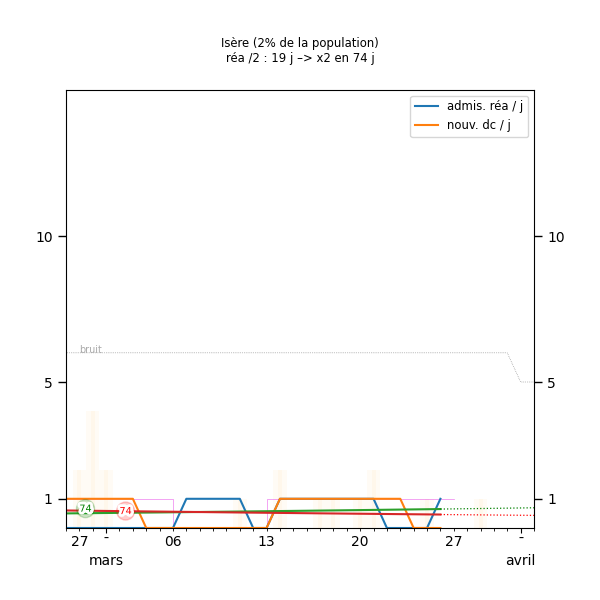 Isère (2% de la population)
réa /2 : 19 j –> x2 en 74 j
admis. réa / j
nouv. dc / j
10
10
bruit
5
5
1
1
74
-74
27 - 06 13 20 27 -
mars avril